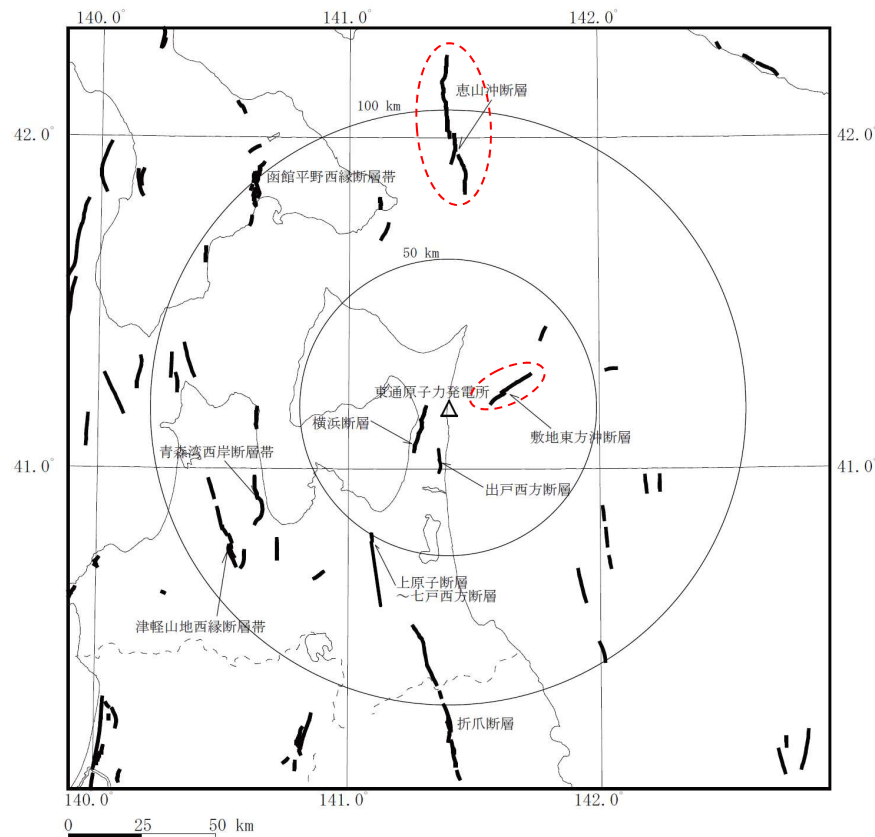 140.0°
141.0°
142.0°
恵山沖断層
100 km
42.0°
42.0°
函館平野西縁断層帯
50 km
東通原子力発電所
横浜断層
敷地東方沖断層
青森湾西岸断層帯
41.0°
41.0°
出戸西方断層
上原子断層
～七戸西方断層
津軽山地西縁断層帯
折爪断層
140.0°
141.0°
142.0°
0 25 50 km